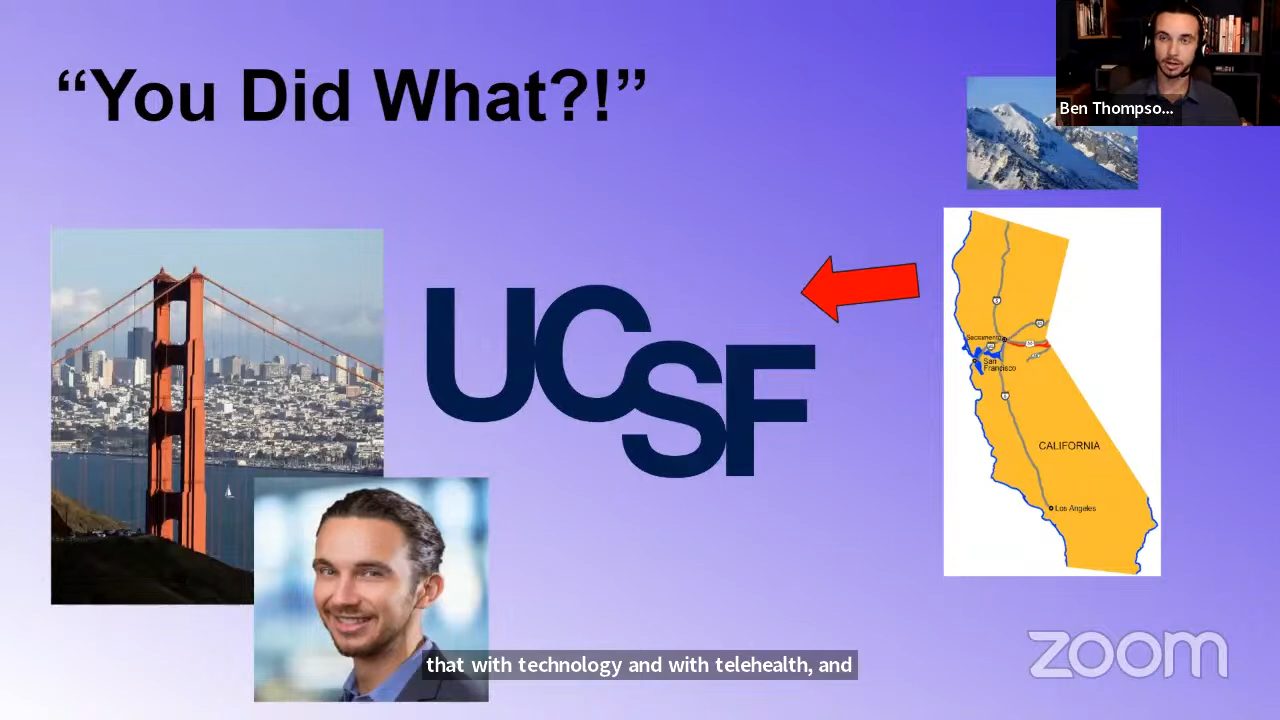 “You Did What?!”
Ben Thompso...
UCSF
Sacramento
San
Francisco
CALIFORNIA
Los Angeles
that with technology and with telehealth, and
zoom